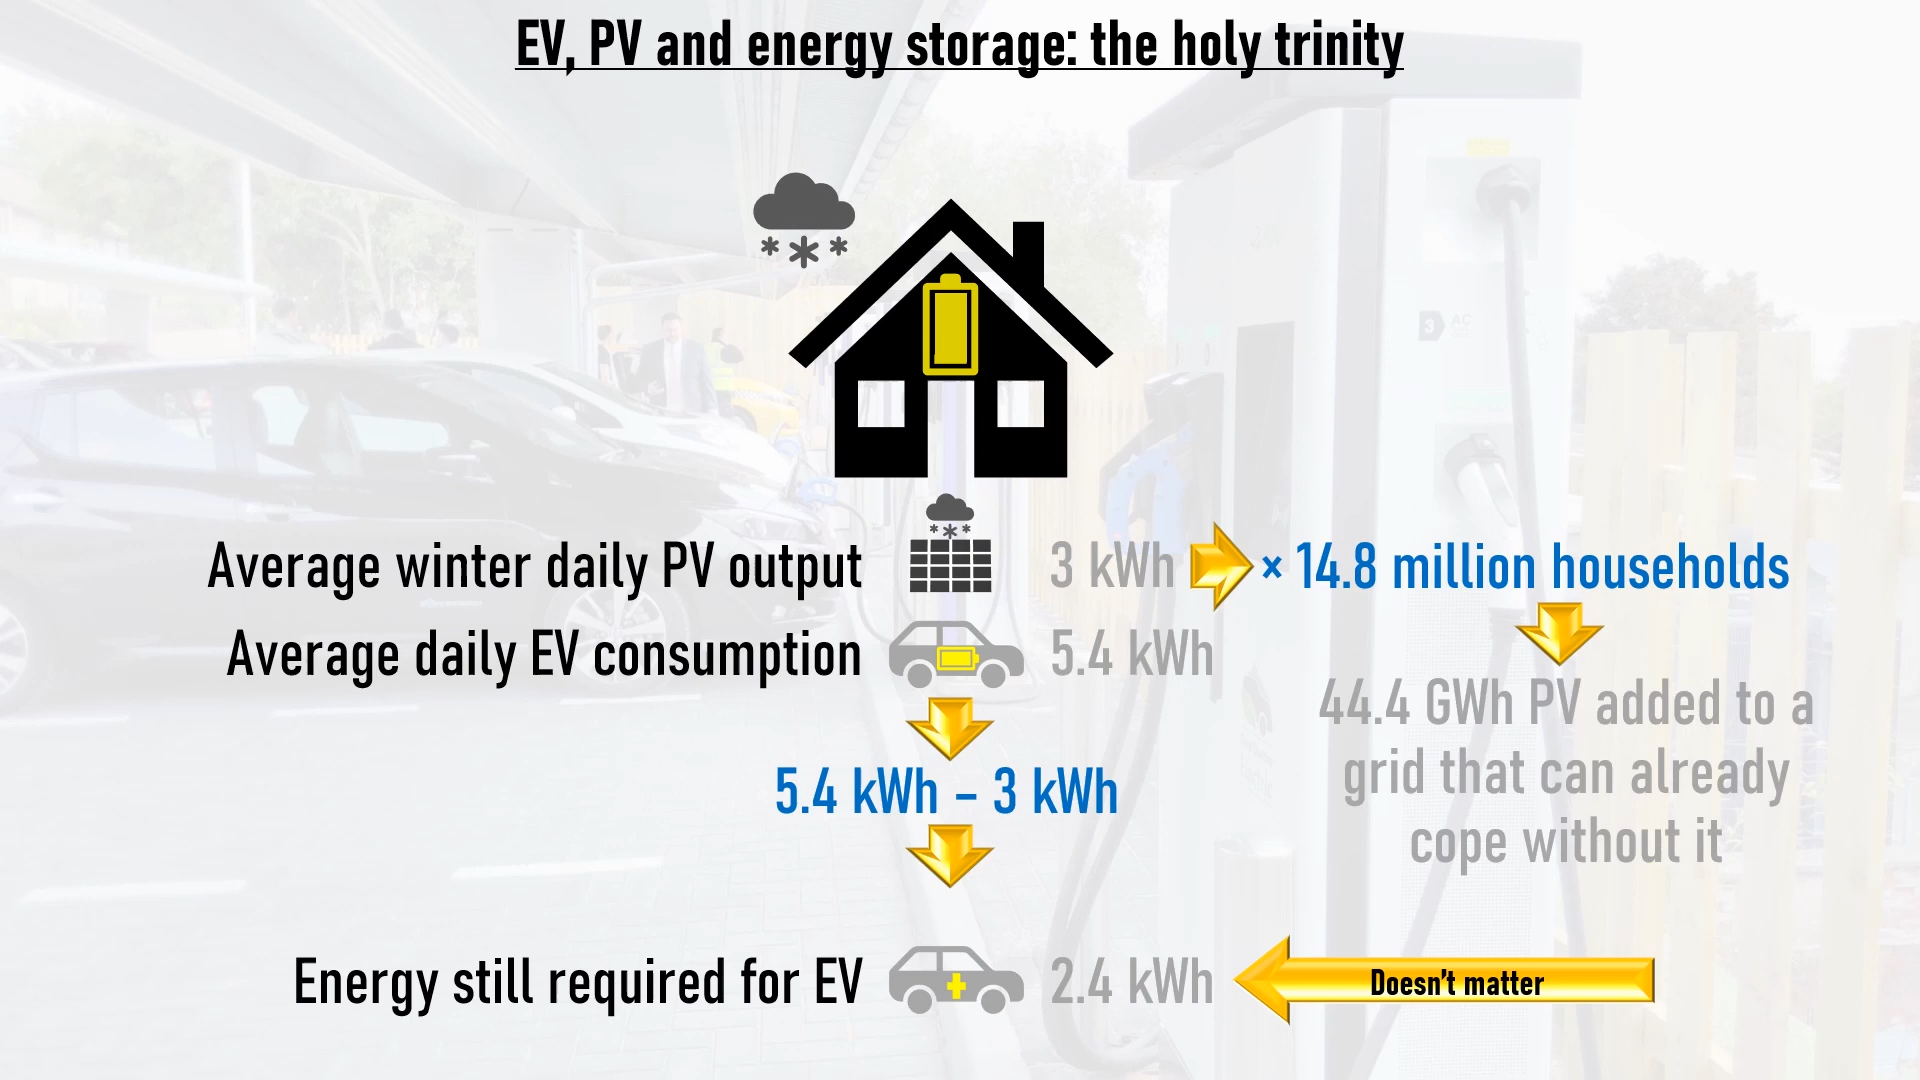 EV, PV and energy storage: the holy trinity
Average winter daily PV output 3 kWh × 14.8 million households
Average daily EV consumption 5.4 kWh
44.4 GWh PV added to a
grid that can already
cope without it
5.4 kWh – 3 kWh
Energy still required for EV 2.4 kWh Doesn't matter
3 AC